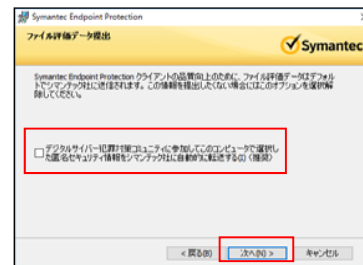 Symantec Endpoint Protection
ファイル評価データ提出
Symantec
Symantec Endpoint Protection クライアントの品質向上のために、ファイル評価データはデフォル
トでシマンテック社に送信されます。この情報を提出したくない場合にはこのオプションを選択解
除してください。
デジタルサイバー犯罪対策コミュニティに参加してこのコンピュータで選択し
た匿名セキュリティ情報をシマンテック社に自動的に転送する(I) (推奨)
< 戻る(B)
次へ(N) >
キャンセル